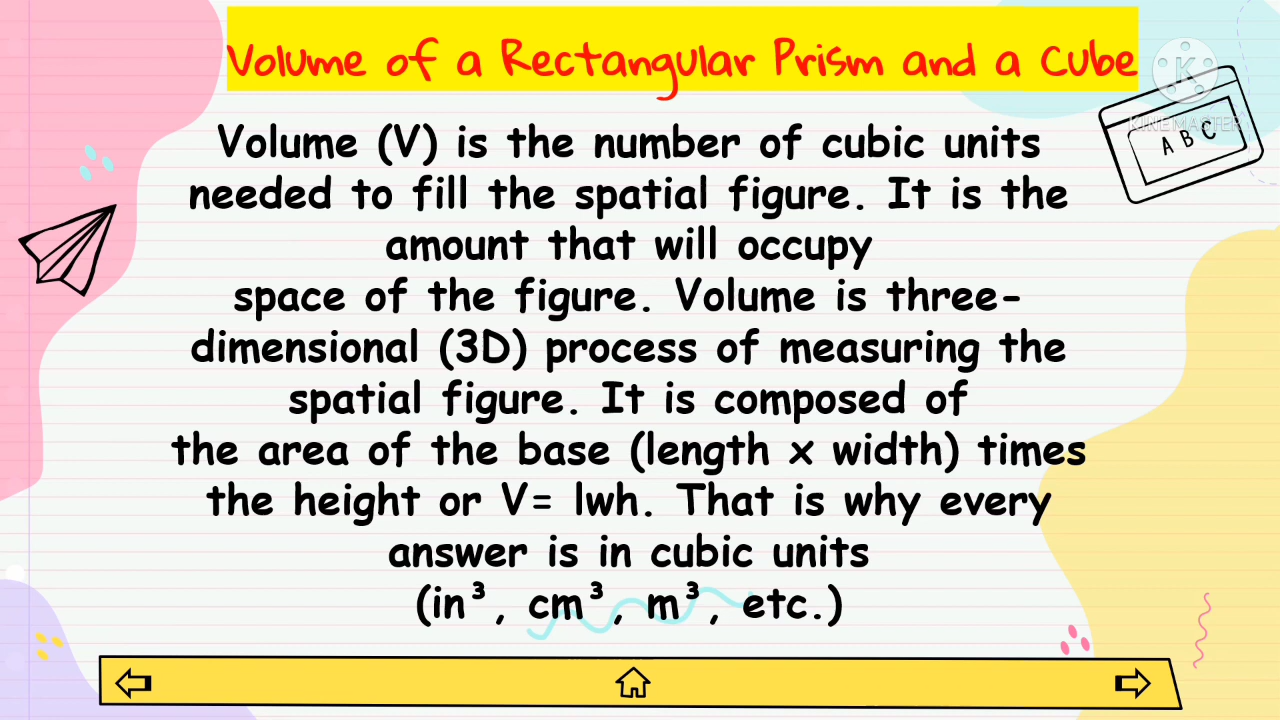 Volume of a Rectangular Prism and a Cube
K
KINEMASTER
A B C
Volume (V) is the number of cubic units
needed to fill the spatial figure. It is the
amount that will occupy
space of the figure. Volume is three-
dimensional (3D) process of measuring the
spatial figure. It is composed of
the area of the base (length x width) times
the height or V= lwh. That is why every
answer is in cubic units
(in³, cm³, m³, etc.)